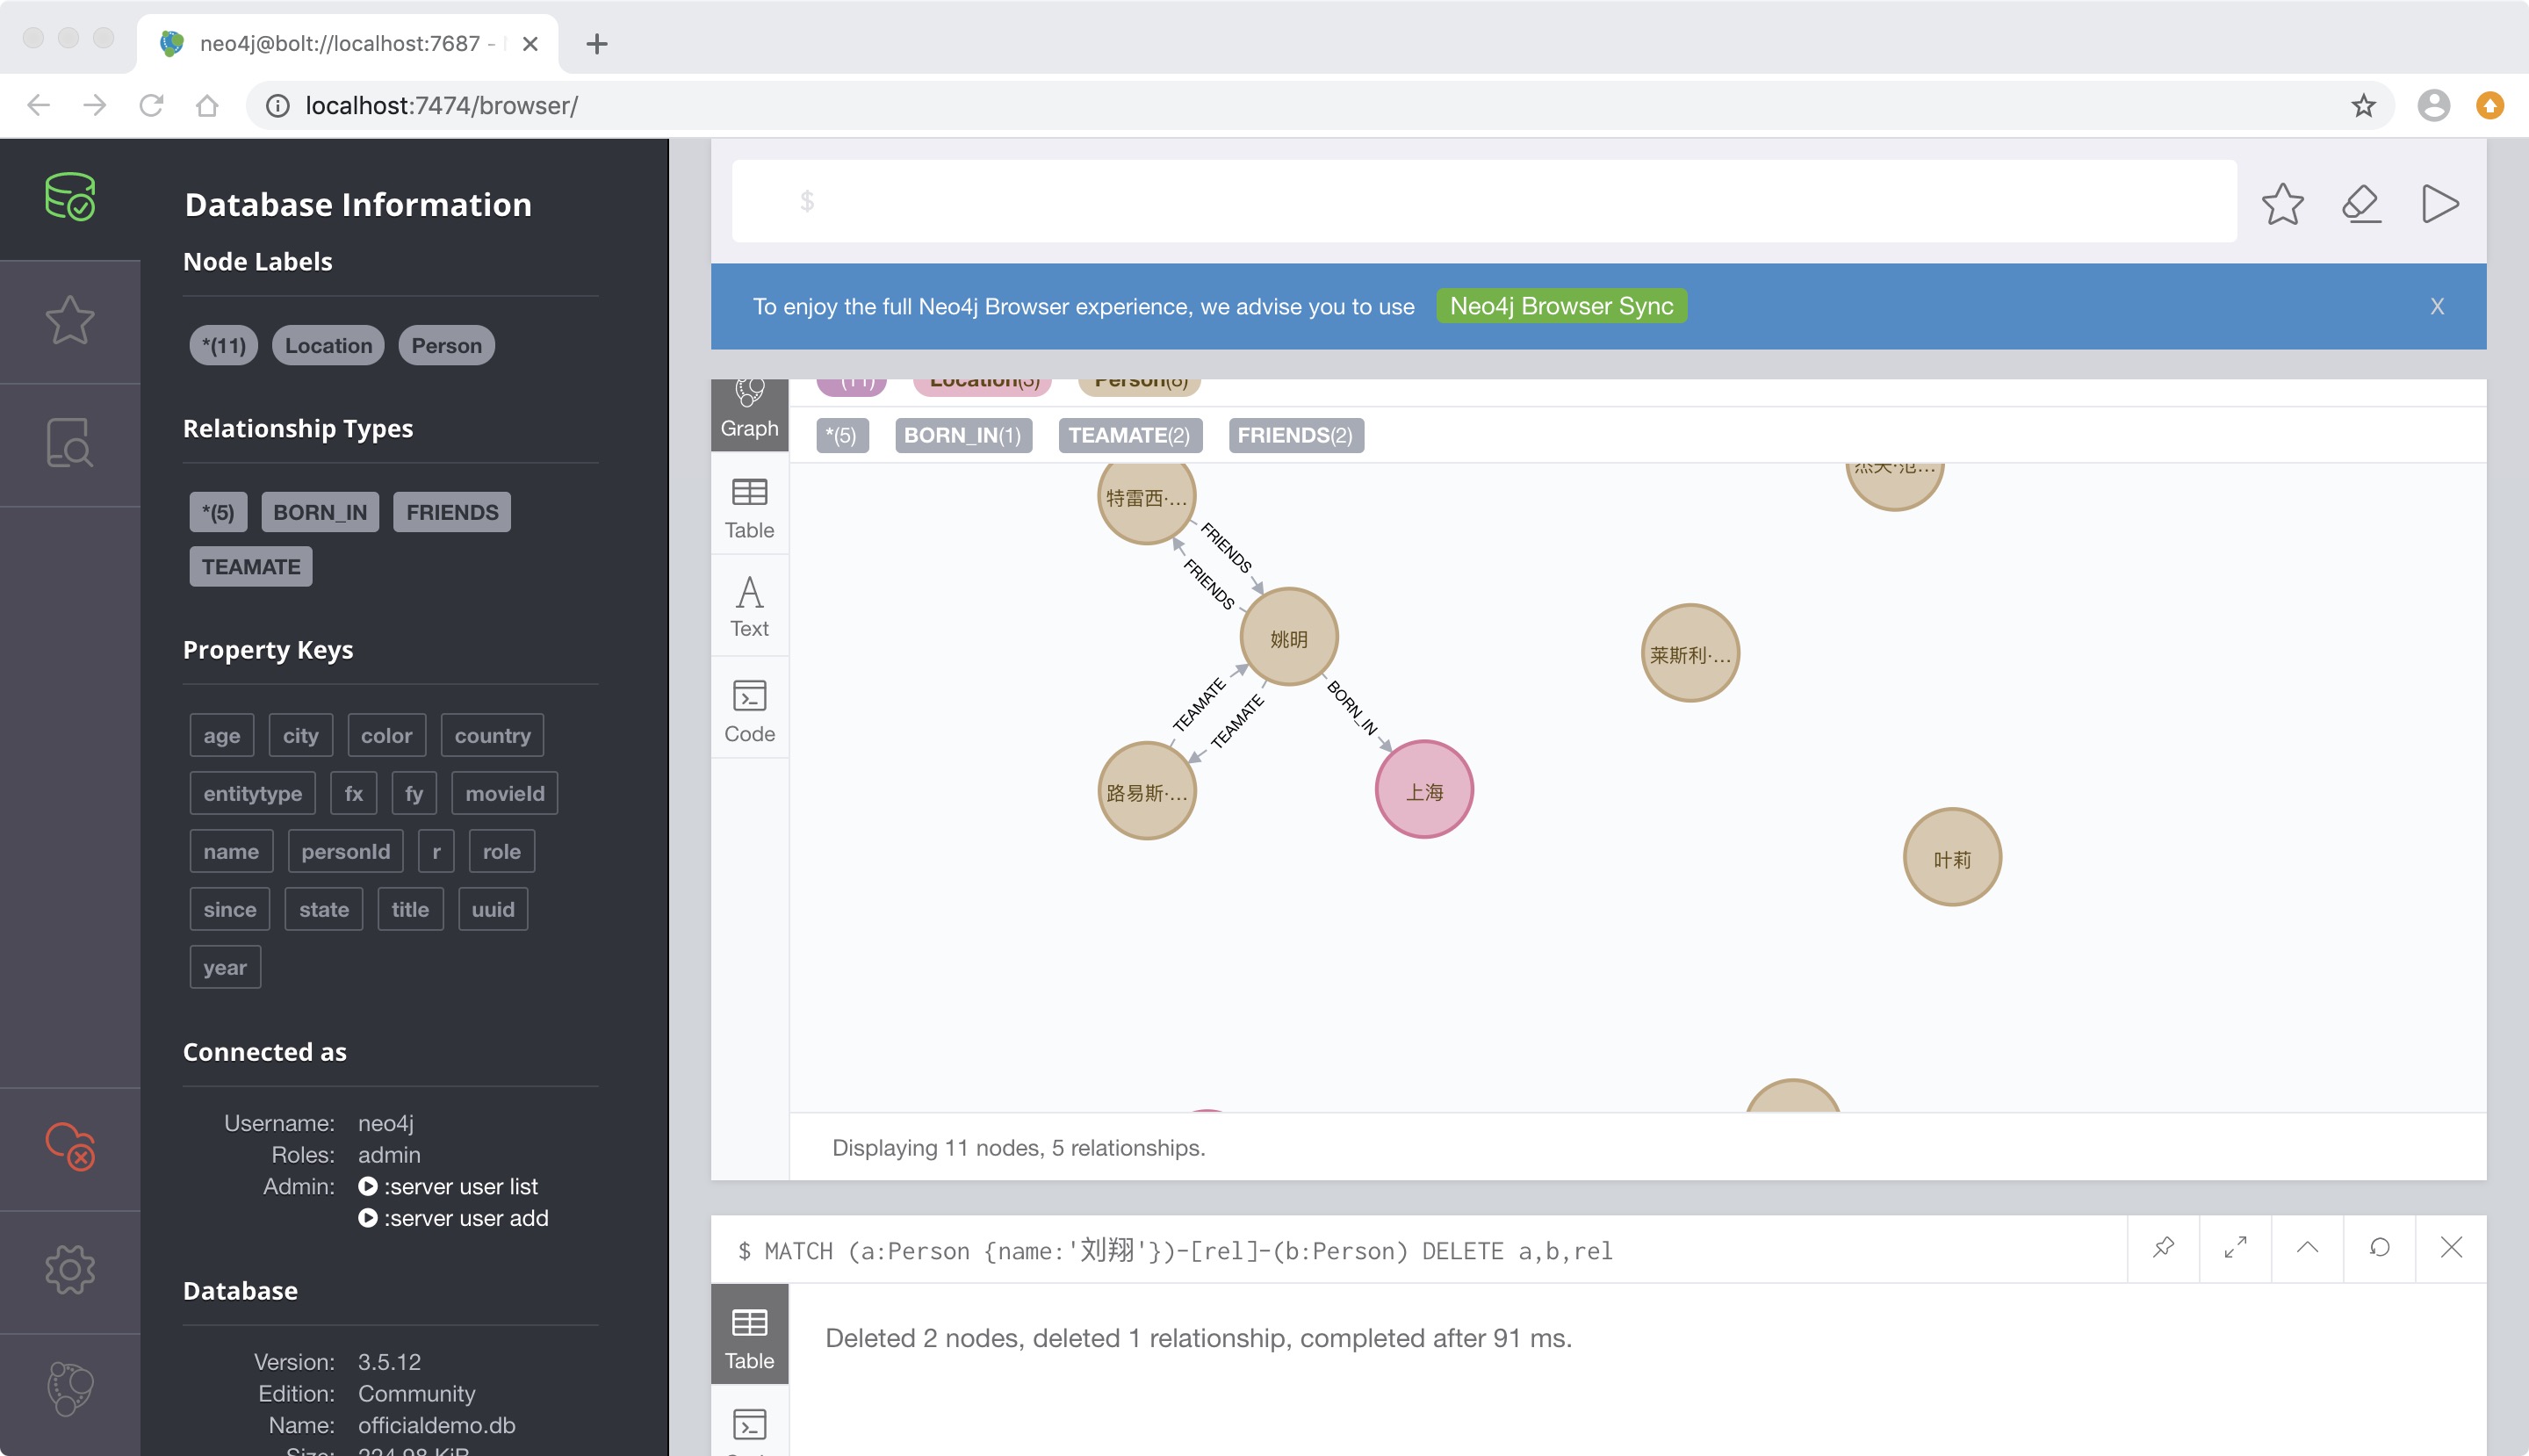 neo4j@bolt://localhost:7687 -
localhost:7474/browser/
Database Information
Node Labels
*(11) Location Person
Relationship Types
*(5) BORN_IN FRIENDS
TEAMATE
Property Keys
age city color country
entitytype fx fy movieId
name personId r role
since state title uuid
year
Connected as
Username: neo4j
Roles: admin
Admin: :server user list
:server user add
Database
Version: 3.5.12
Edition: Community
Name: officialdemo.db
Size: 224.98 KiB
$
To enjoy the full Neo4j Browser experience, we advise you to use Neo4j Browser Sync X
*(11) Location(3) Person(8)
*(5) BORN_IN(1) TEAMATE(2) FRIENDS(2)
Graph
Table
Text
Code
特雷西·...
杰夫·范...
FRIENDS
FRIENDS
姚明
莱斯利·...
TEAMATE
TEAMATE
BORN_IN
路易斯·...
上海
叶莉
Displaying 11 nodes, 5 relationships.
$ MATCH (a:Person {name:'刘翔'})-[rel]-(b:Person) DELETE a,b,rel
Table
Deleted 2 nodes, deleted 1 relationship, completed after 91 ms.